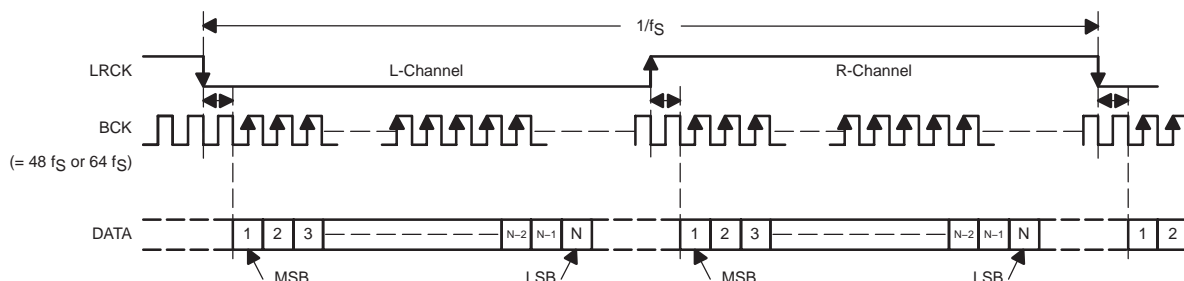 1/fS
LRCK
L-Channel
R-Channel
BCK
(= 48 fS or 64 fS)
DATA
1 2 3 N–2 N–1 N 1 2 3 N–2 N–1 N 1 2
MSB LSB MSB LSB